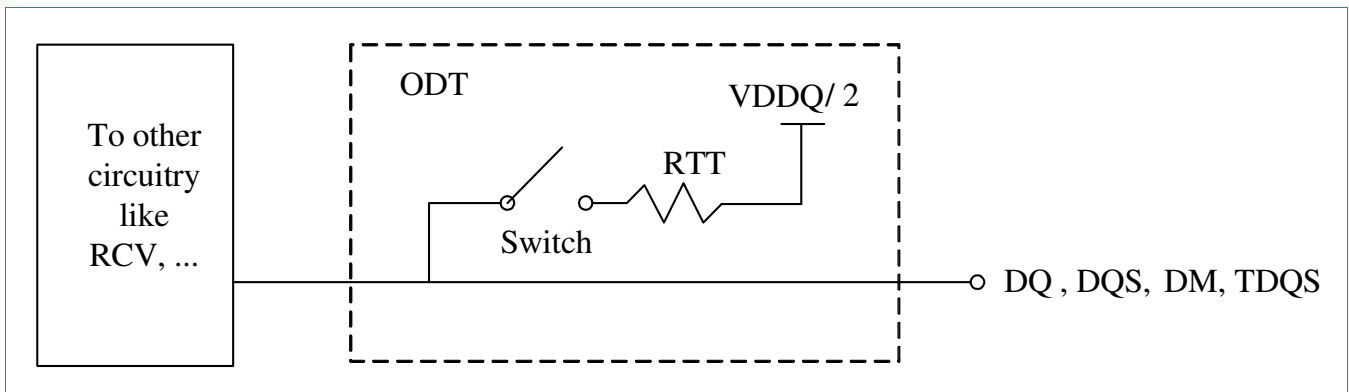 To other
circuitry
like
RCV, ...
ODT
VDDQ/ 2
RTT
Switch
DQ , DQS, DM, TDQS